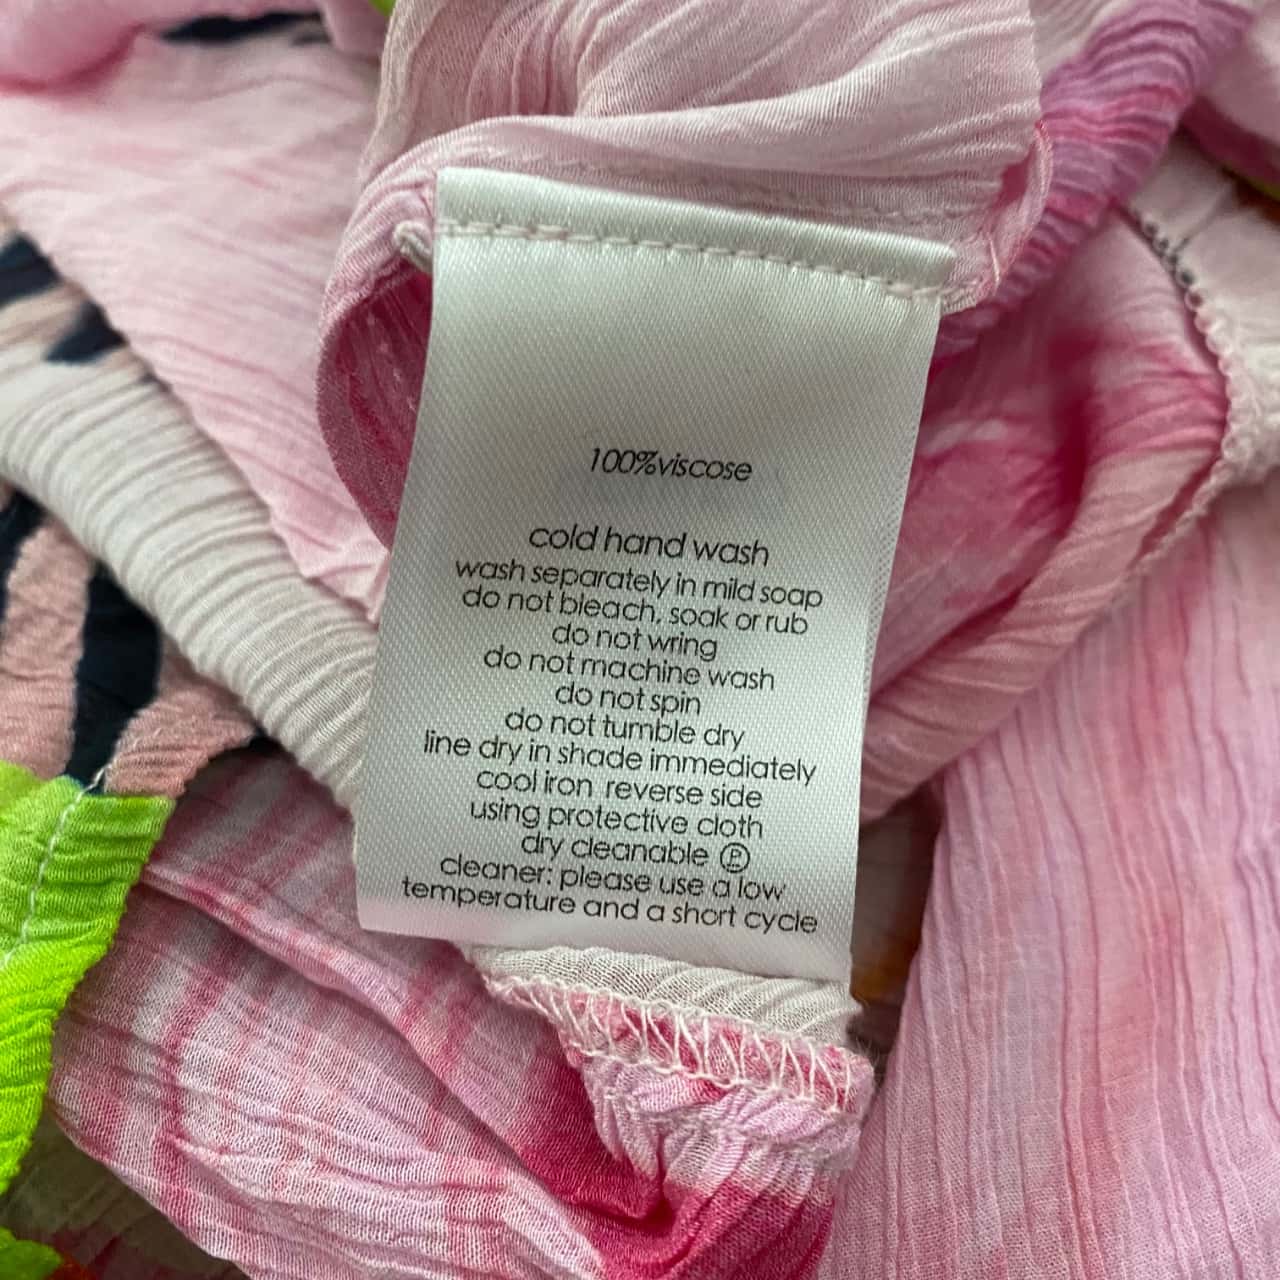 100%viscose
cold hand wash
wash separately in mild soap
do not bleach, soak or rub
do not wring
do not machine wash
do not spin
do not tumble dry
line dry in shade immediately
cool iron reverse side
using protective cloth
dry cleanable Ⓟ
cleaner: please use a low
temperature and a short cycle